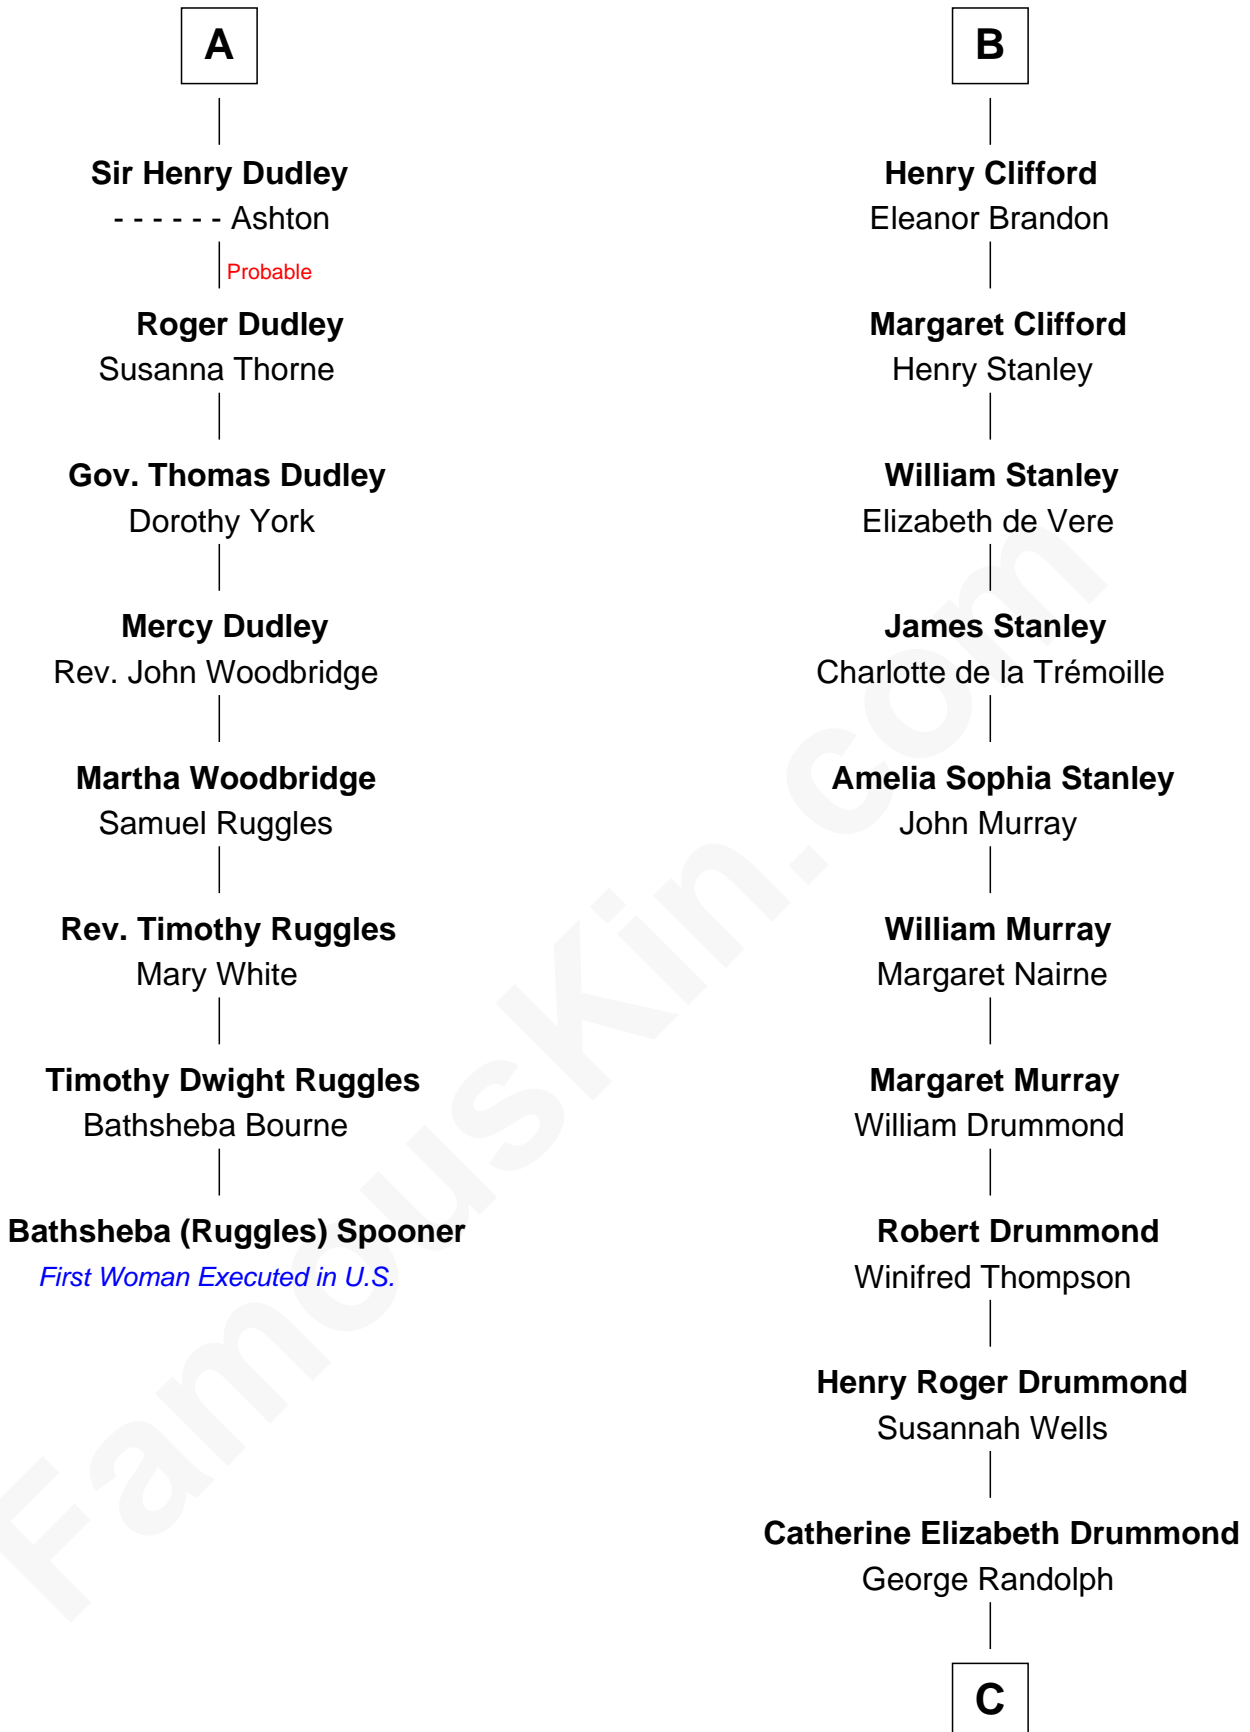 A
Sir Henry Dudley
- - - - - - Ashton
Probable
Roger Dudley
Susanna Thorne
Gov. Thomas Dudley
Dorothy York
Mercy Dudley
Rev. John Woodbridge
Martha Woodbridge
Samuel Ruggles
Rev. Timothy Ruggles
Mary White
Timothy Dwight Ruggles
Bathsheba Bourne
Bathsheba (Ruggles) Spooner
First Woman Executed in U.S.
B
Henry Clifford
Eleanor Brandon
Margaret Clifford
Henry Stanley
William Stanley
Elizabeth de Vere
James Stanley
Charlotte de la Trémoille
Amelia Sophia Stanley
John Murray
William Murray
Margaret Nairne
Margaret Murray
William Drummond
Robert Drummond
Winifred Thompson
Henry Roger Drummond
Susannah Wells
Catherine Elizabeth Drummond
George Randolph
C
FamousKin.com